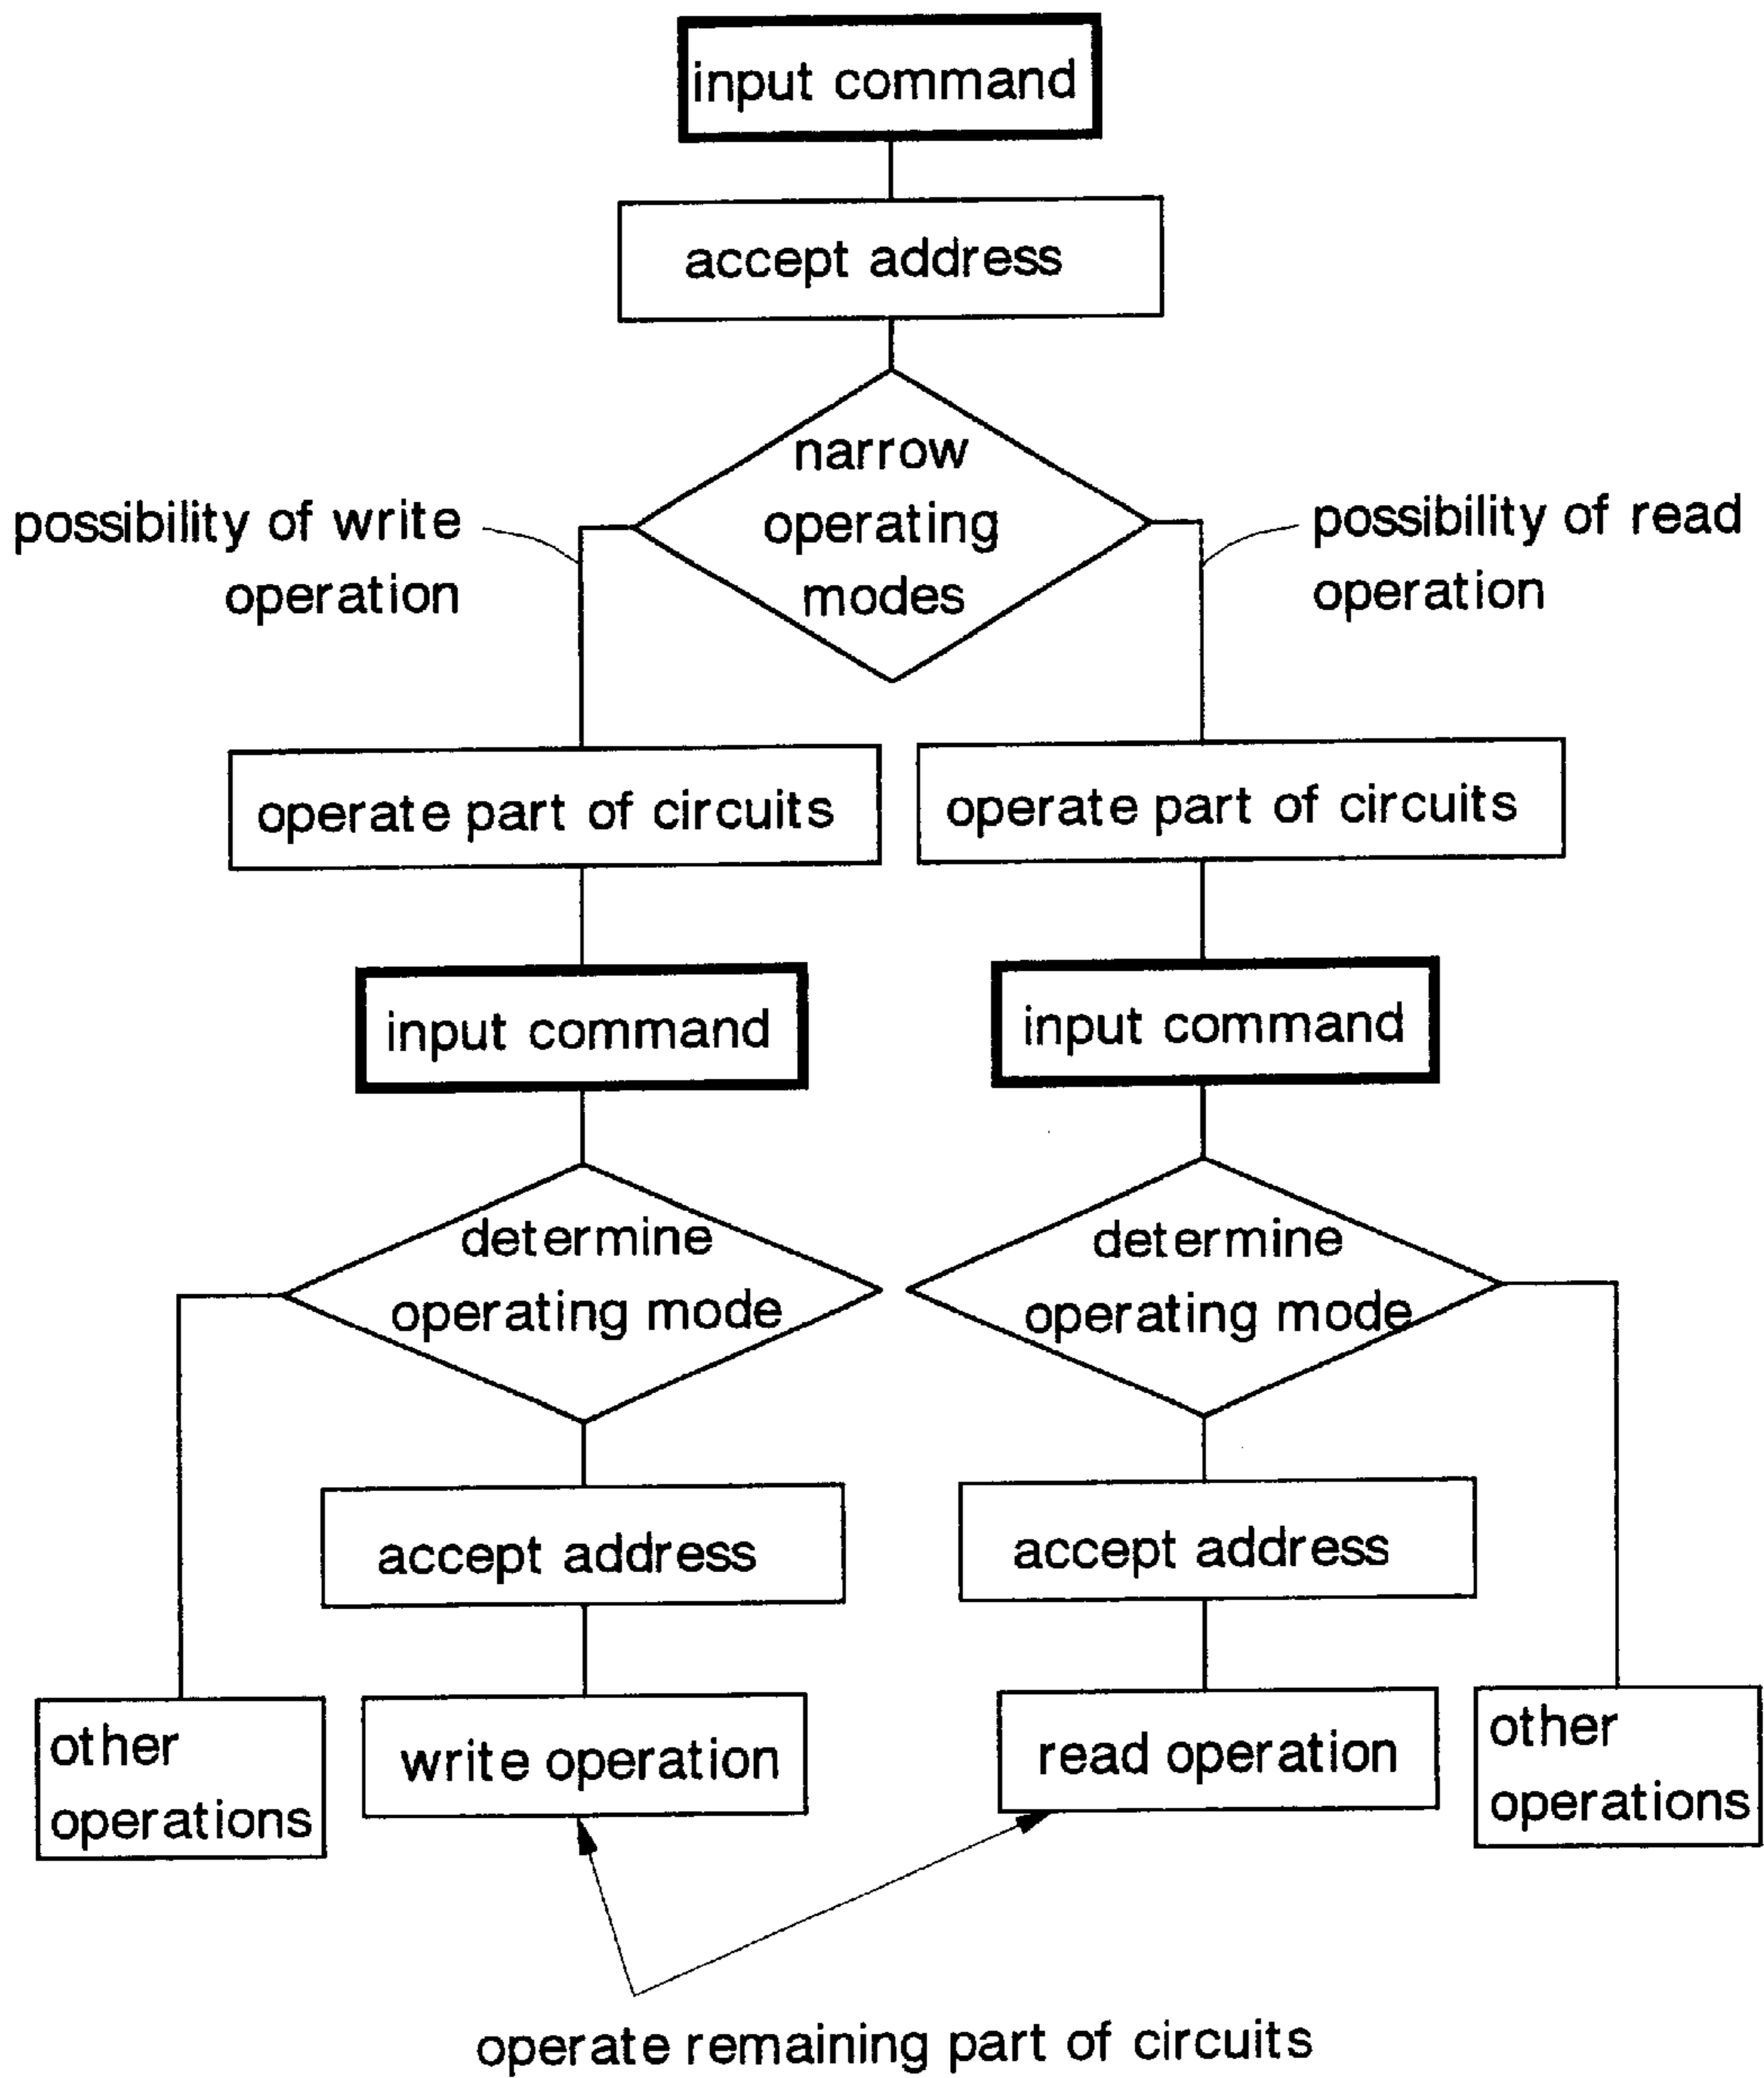 input command
accept address
narrow
operating
modes
possibility of write
operation
possibility of read
operation
operate part of circuits
operate part of circuits
input command
input command
determine
operating mode
determine
operating mode
accept address
accept address
other
operations
write operation
read operation
other
operations
operate remaining part of circuits